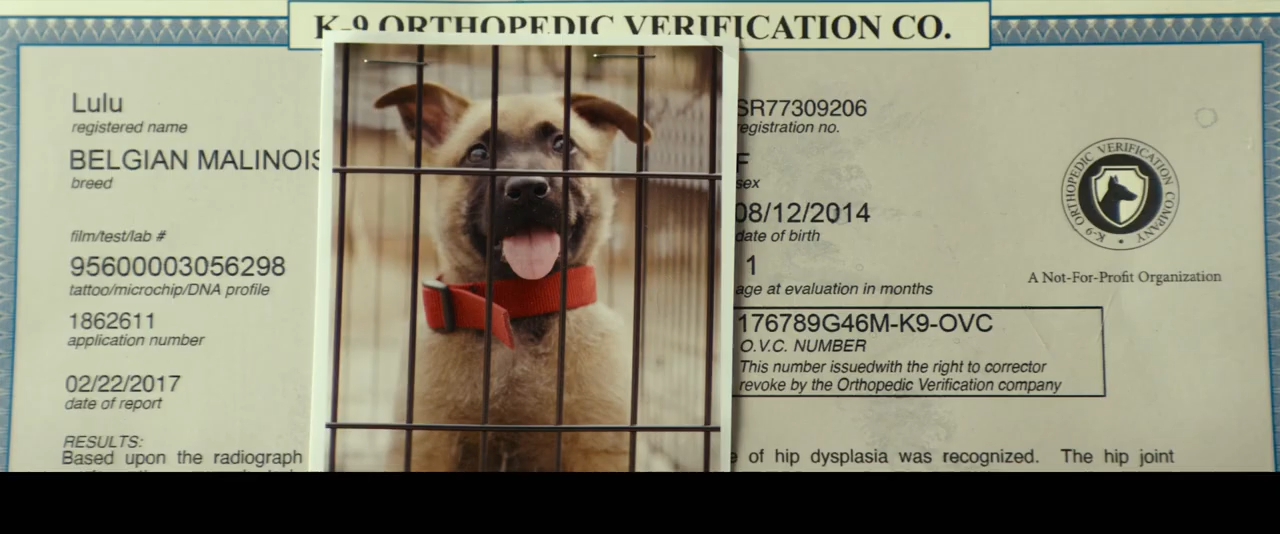 K-9 ORTHOPEDIC VERIFICATION CO.
Lulu
registered name
BELGIAN MALINOIS
breed
film/test/lab #
95600003056298
tattoo/microchip/DNA profile
1862611
application number
02/22/2017
date of report
RESULTS:
Based upon the radiograph
SR77309206
registration no.
F
sex
08/12/2014
date of birth
1
age at evaluation in months
176789G46M-K9-OVC
O.V.C. NUMBER
This number issuedwith the right to corrector
revoke by the Orthopedic Verification company
of hip dysplasia was recognized. The hip joint
K-9 ORTHOPEDIC VERIFICATION COMPANY
A Not-For-Profit Organization